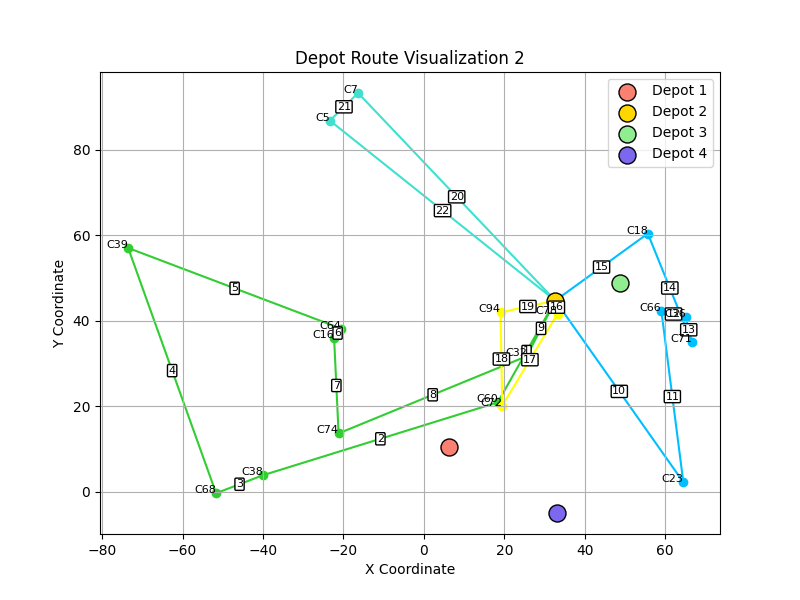 Depot Route Visualization 2
Depot 1
Depot 2
Depot 3
Depot 4
C7
21
C5
20
22
C18
C39
15
5
14
C94
19
16
C66
C64
6
C16
9
13
C71
C32
18
17
4
7
8
10
11
C60
C72
C74
2
C38
3
C68
C23
80
60
40
20
0
−80
−60
−40
−20
0
20
40
60
Y Coordinate
X Coordinate